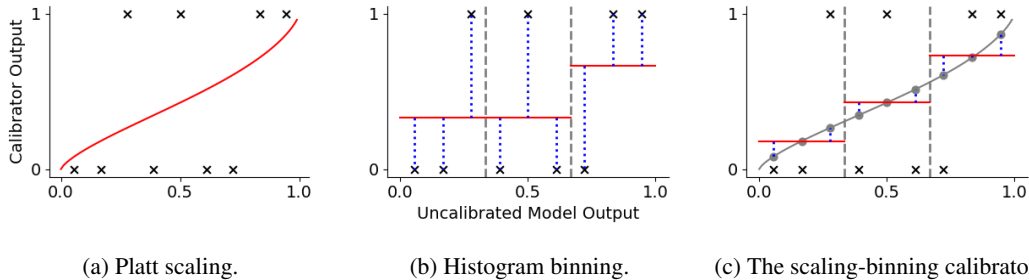 1
1
1
Calibrator Output
0
0
0
0.0 0.5 1.0
0.0 0.5 1.0
0.0 0.5 1.0
Uncalibrated Model Output
(a) Platt scaling.
(b) Histogram binning.
(c) The scaling-binning calibrato